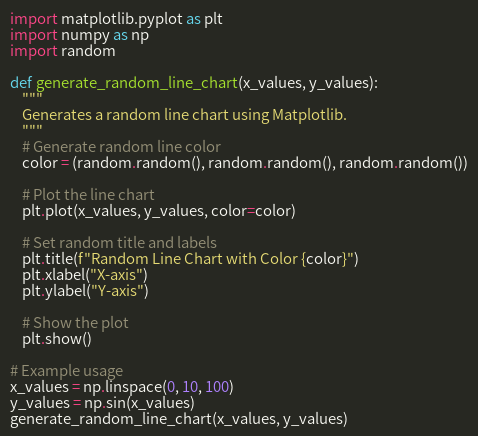 import matplotlib.pyplot as plt
import numpy as np
import random

def generate_random_line_chart(x_values, y_values):
    """
    Generates a random line chart using Matplotlib.
    """
    # Generate random line color
    color = (random.random(), random.random(), random.random())

    # Plot the line chart
    plt.plot(x_values, y_values, color=color)

    # Set random title and labels
    plt.title(f"Random Line Chart with Color {color}")
    plt.xlabel("X-axis")
    plt.ylabel("Y-axis")

    # Show the plot
    plt.show()

# Example usage
x_values = np.linspace(0, 10, 100)
y_values = np.sin(x_values)
generate_random_line_chart(x_values, y_values)